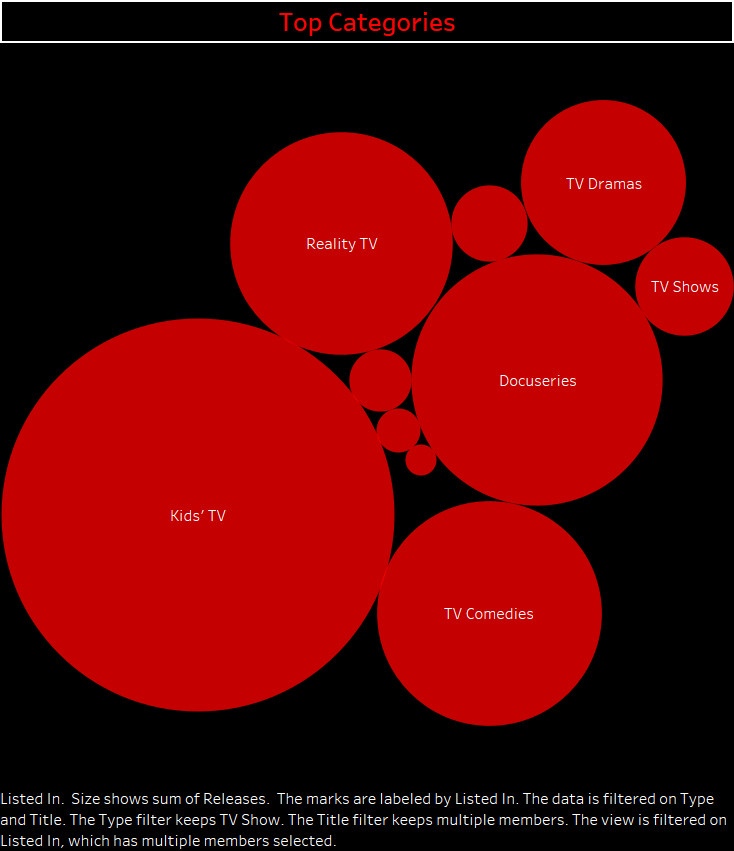 Top Categories
TV Dramas
Reality TV
TV Shows
Docuseries
Kids’ TV
TV Comedies
Listed In.  Size shows sum of Releases.  The marks are labeled by Listed In. The data is filtered on Type
and Title. The Type filter keeps TV Show. The Title filter keeps multiple members. The view is filtered on
Listed In, which has multiple members selected.